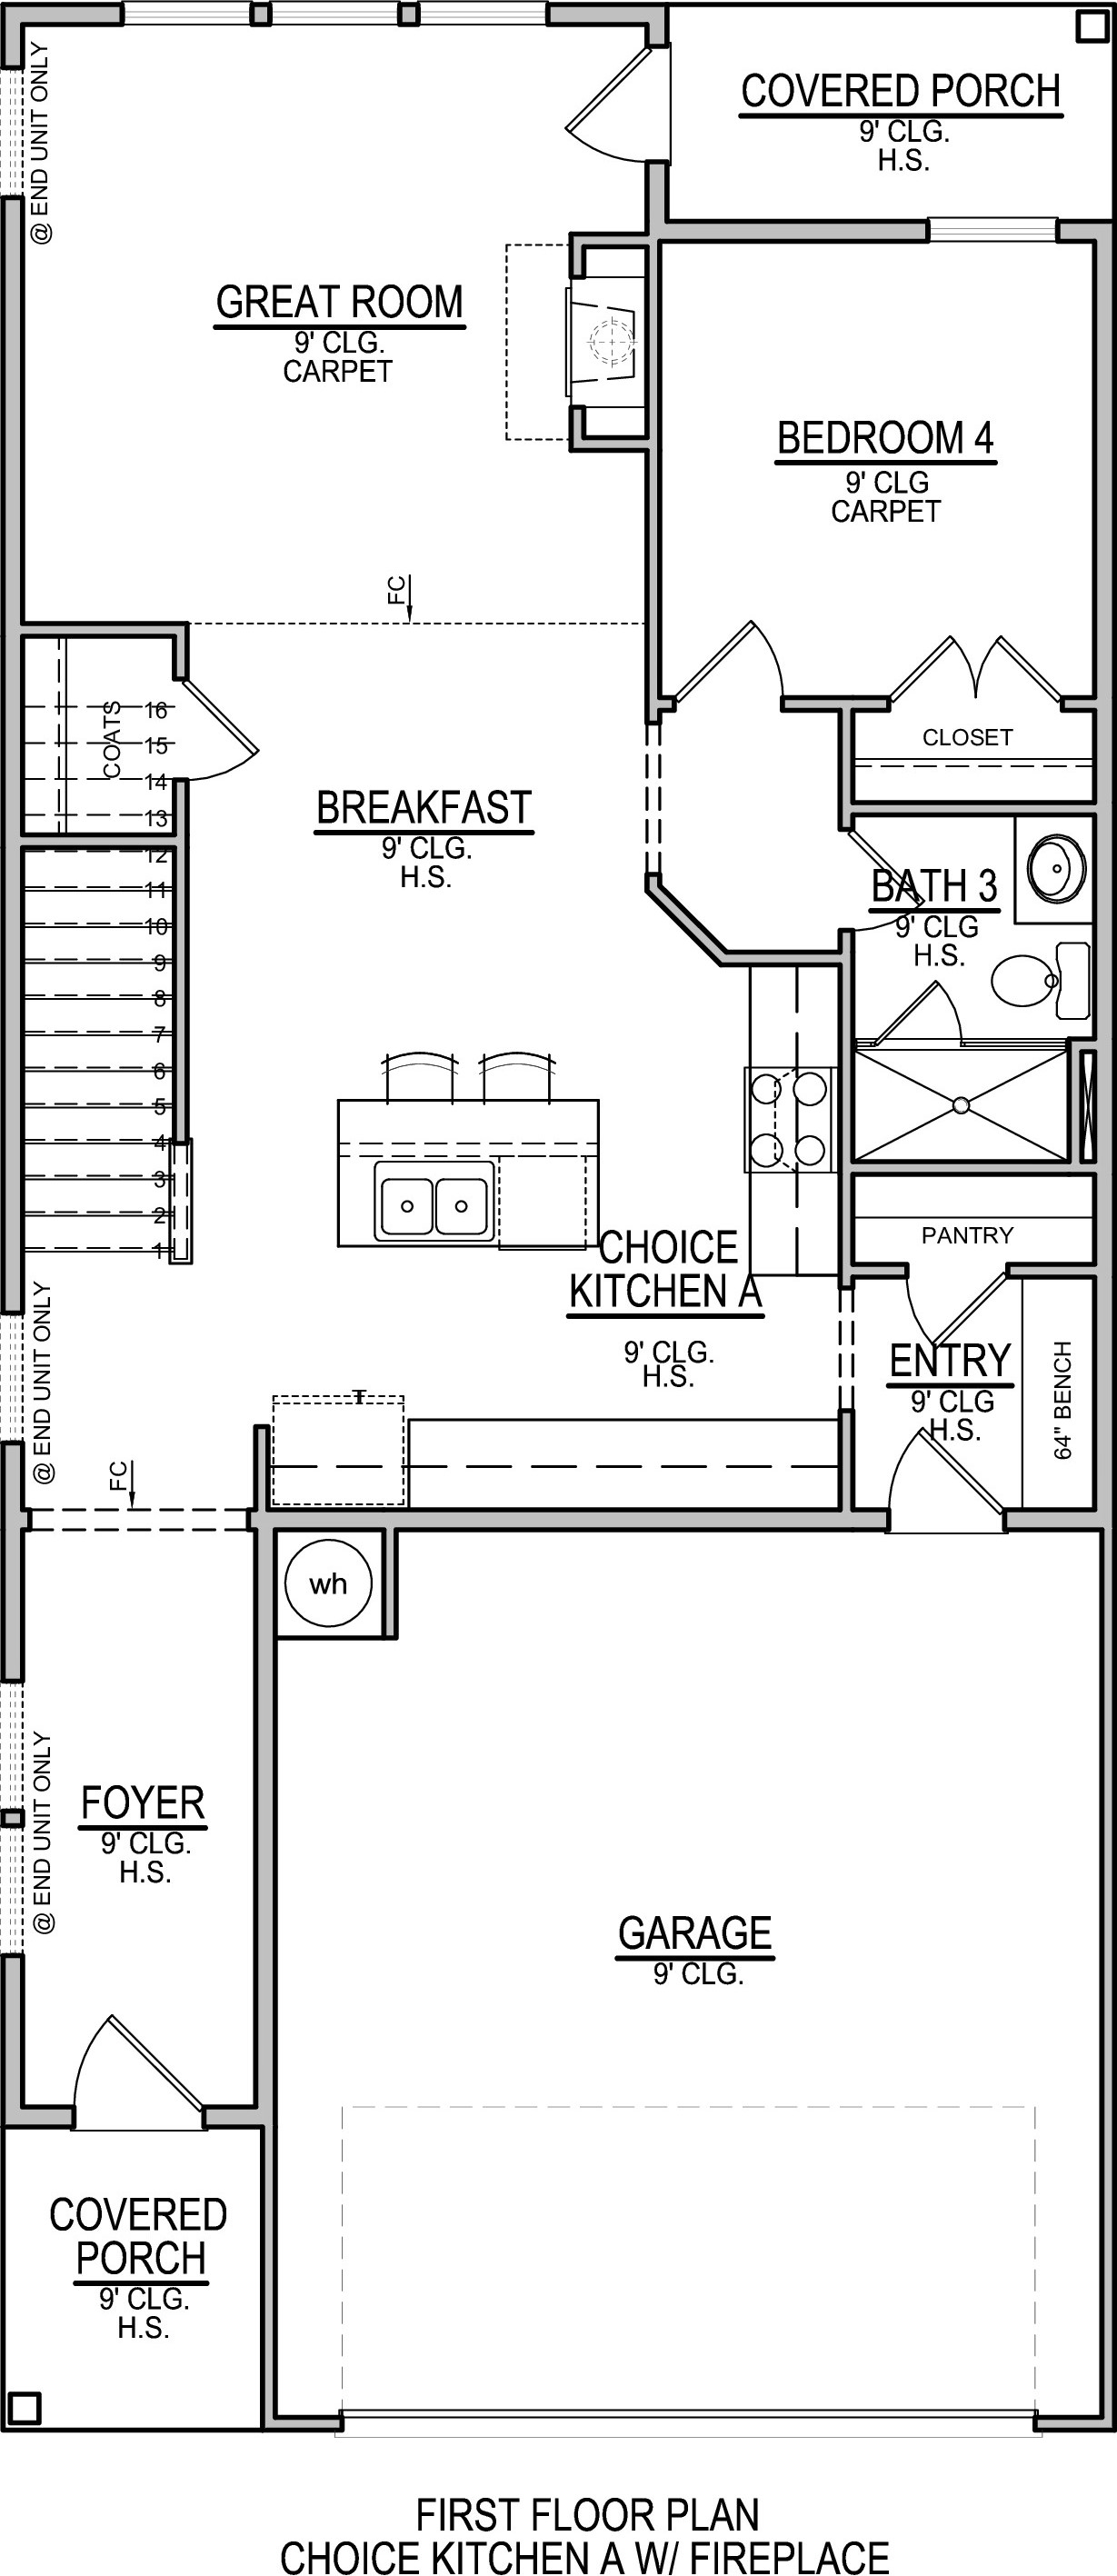 @ END UNIT ONLY
COVERED PORCH
9' CLG.
H.S.
GREAT ROOM
9' CLG.
CARPET
BEDROOM 4
9' CLG
CARPET
FC
COATS
16
15
14
13
12
11
10
9
8
7
6
5
4
3
2
1
CLOSET
BREAKFAST
9' CLG.
H.S.
BATH 3
9' CLG
H.S.
PANTRY
CHOICE
KITCHEN A
9' CLG.
H.S.
ENTRY
9' CLG
H.S.
64" BENCH
@ END UNIT ONLY
T
FC
wh
@ END UNIT ONLY
FOYER
9' CLG.
H.S.
GARAGE
9' CLG.
COVERED
PORCH
9' CLG.
H.S.
FIRST FLOOR PLAN
CHOICE KITCHEN A W/ FIREPLACE